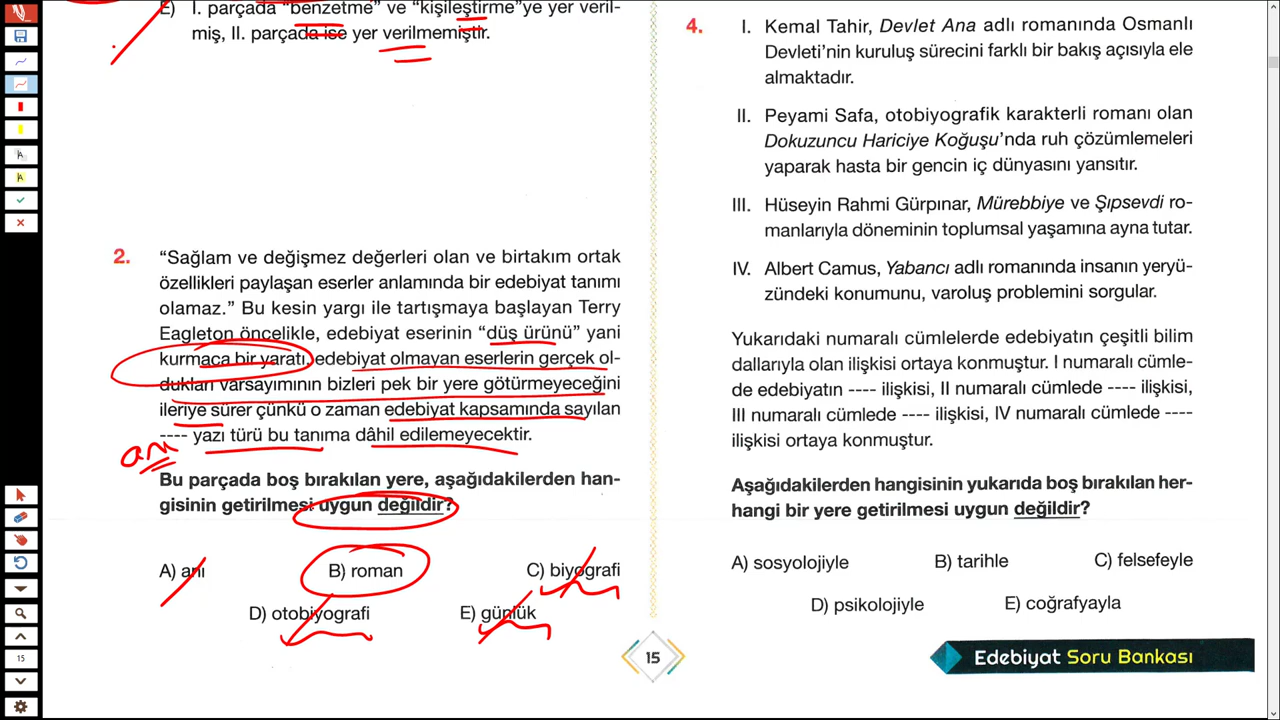 E) I. parçada “benzetme” ve “kişileştirme”ye yer veril-
miş, II. parçada ise yer verilmemiştir.
2. “Sağlam ve değişmez değerleri olan ve birtakım ortak
özellikleri paylaşan eserler anlamında bir edebiyat tanımı
olamaz.” Bu kesin yargı ile tartışmaya başlayan Terry
Eagleton öncelikle, edebiyat eserinin “düş ürünü” yani
kurmaca bir yaratı, edebiyat olmayan eserlerin gerçek ol-
dukları varsayımının bizleri pek bir yere götürmeyeceğini
ileriye sürer çünkü o zaman edebiyat kapsamında sayılan
---- yazı türü bu tanıma dâhil edilemeyecektir.
anı
Bu parçada boş bırakılan yere, aşağıdakilerden han-
gisinin getirilmesi uygun değildir?
A) anı B) roman C) biyografi
D) otobiyografi E) günlük
4. I. Kemal Tahir, Devlet Ana adlı romanında Osmanlı
Devleti’nin kuruluş sürecini farklı bir bakış açısıyla ele
almaktadır.
II. Peyami Safa, otobiyografik karakterli romanı olan
Dokuzuncu Hariciye Koğuşu’nda ruh çözümlemeleri
yaparak hasta bir gencin iç dünyasını yansıtır.
III. Hüseyin Rahmi Gürpınar, Mürebbiye ve Şıpsevdi ro-
manlarıyla döneminin toplumsal yaşamına ayna tutar.
IV. Albert Camus, Yabancı adlı romanında insanın yeryü-
zündeki konumunu, varoluş problemini sorgular.
Yukarıdaki numaralı cümlelerde edebiyatın çeşitli bilim
dallarıyla olan ilişkisi ortaya konmuştur. I numaralı cümle-
de edebiyatın ---- ilişkisi, II numaralı cümlede ---- ilişkisi,
III numaralı cümlede ---- ilişkisi, IV numaralı cümlede ----
ilişkisi ortaya konmuştur.
Aşağıdakilerden hangisinin yukarıda boş bırakılan her-
hangi bir yere getirilmesi uygun değildir?
A) sosyolojiyle B) tarihle C) felsefeyle
D) psikolojiyle E) coğrafyayla
15
Edebiyat Soru Bankası
A
A
15